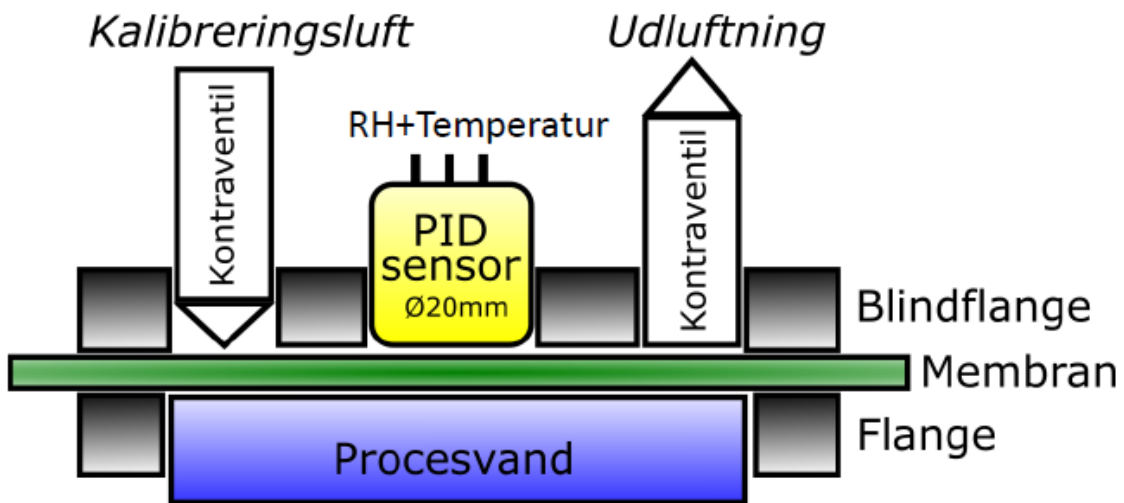 Kalibreringsluft
Udluftning
Kontraventil
RH+Temperatur
Kontraventil
PID
sensor
Ø20mm
Blindflange
Membran
Flange
Procesvand